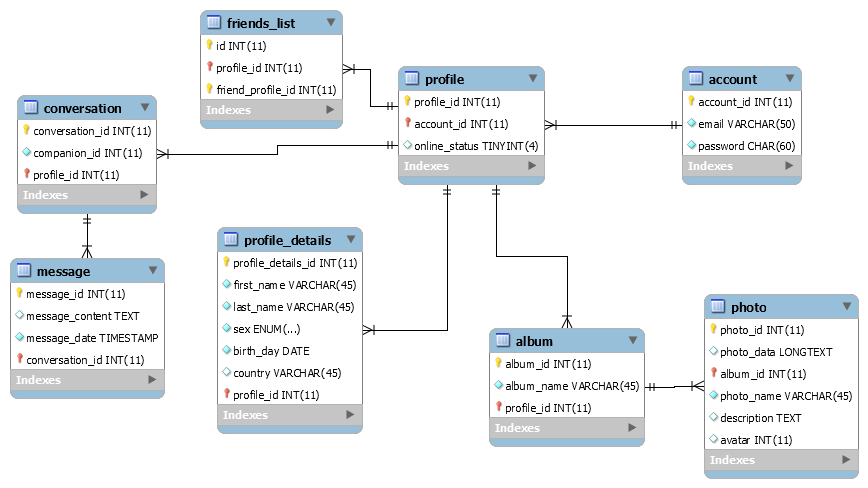 friends_list
id INT(11)
profile_id INT(11)
friend_profile_id INT(11)
Indexes
profile
profile_id INT(11)
account_id INT(11)
online_status TINYINT(4)
Indexes
account
account_id INT(11)
email VARCHAR(50)
password CHAR(60)
Indexes
conversation
conversation_id INT(11)
companion_id INT(11)
profile_id INT(11)
Indexes
message
message_id INT(11)
message_content TEXT
message_date TIMESTAMP
conversation_id INT(11)
Indexes
profile_details
profile_details_id INT(11)
first_name VARCHAR(45)
last_name VARCHAR(45)
sex ENUM(...)
birth_day DATE
country VARCHAR(45)
profile_id INT(11)
Indexes
album
album_id INT(11)
album_name VARCHAR(45)
profile_id INT(11)
Indexes
photo
photo_id INT(11)
photo_data LONGTEXT
album_id INT(11)
photo_name VARCHAR(45)
description TEXT
avatar INT(11)
Indexes